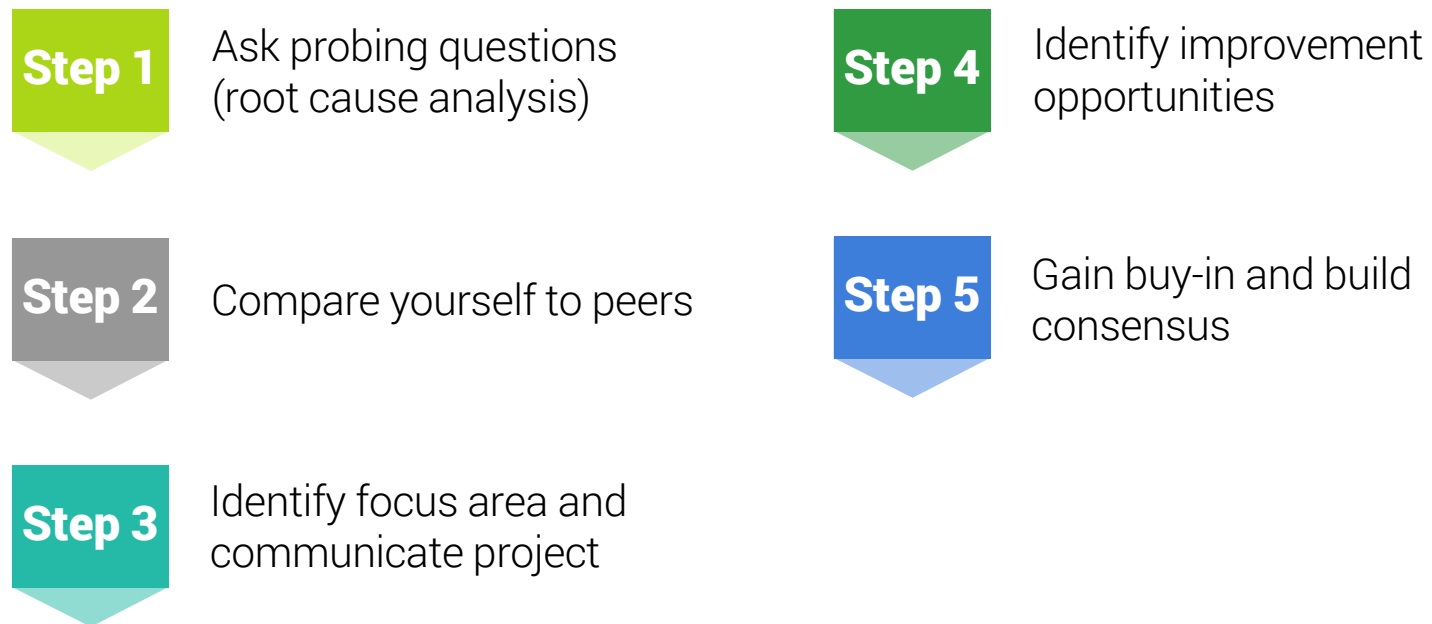 Step 1
Ask probing questions
(root cause analysis)
Step 2
Compare yourself to peers
Step 3
Identify focus area and
communicate project
Step 4
Identify improvement
opportunities
Step 5
Gain buy-in and build
consensus